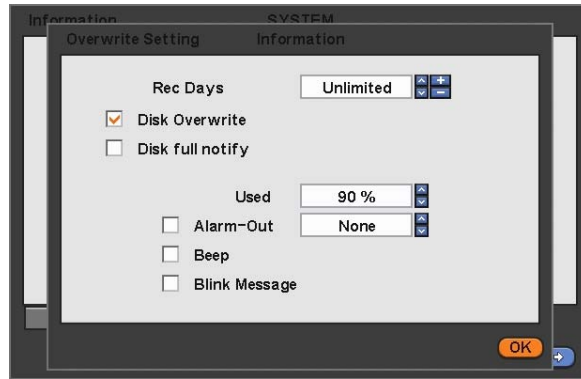 Information SYSTEM
Overwrite Setting Information
Rec Days Unlimited
Disk Overwrite
Disk full notify
Used 90 %
Alarm-Out None
Beep
Blink Message
OK